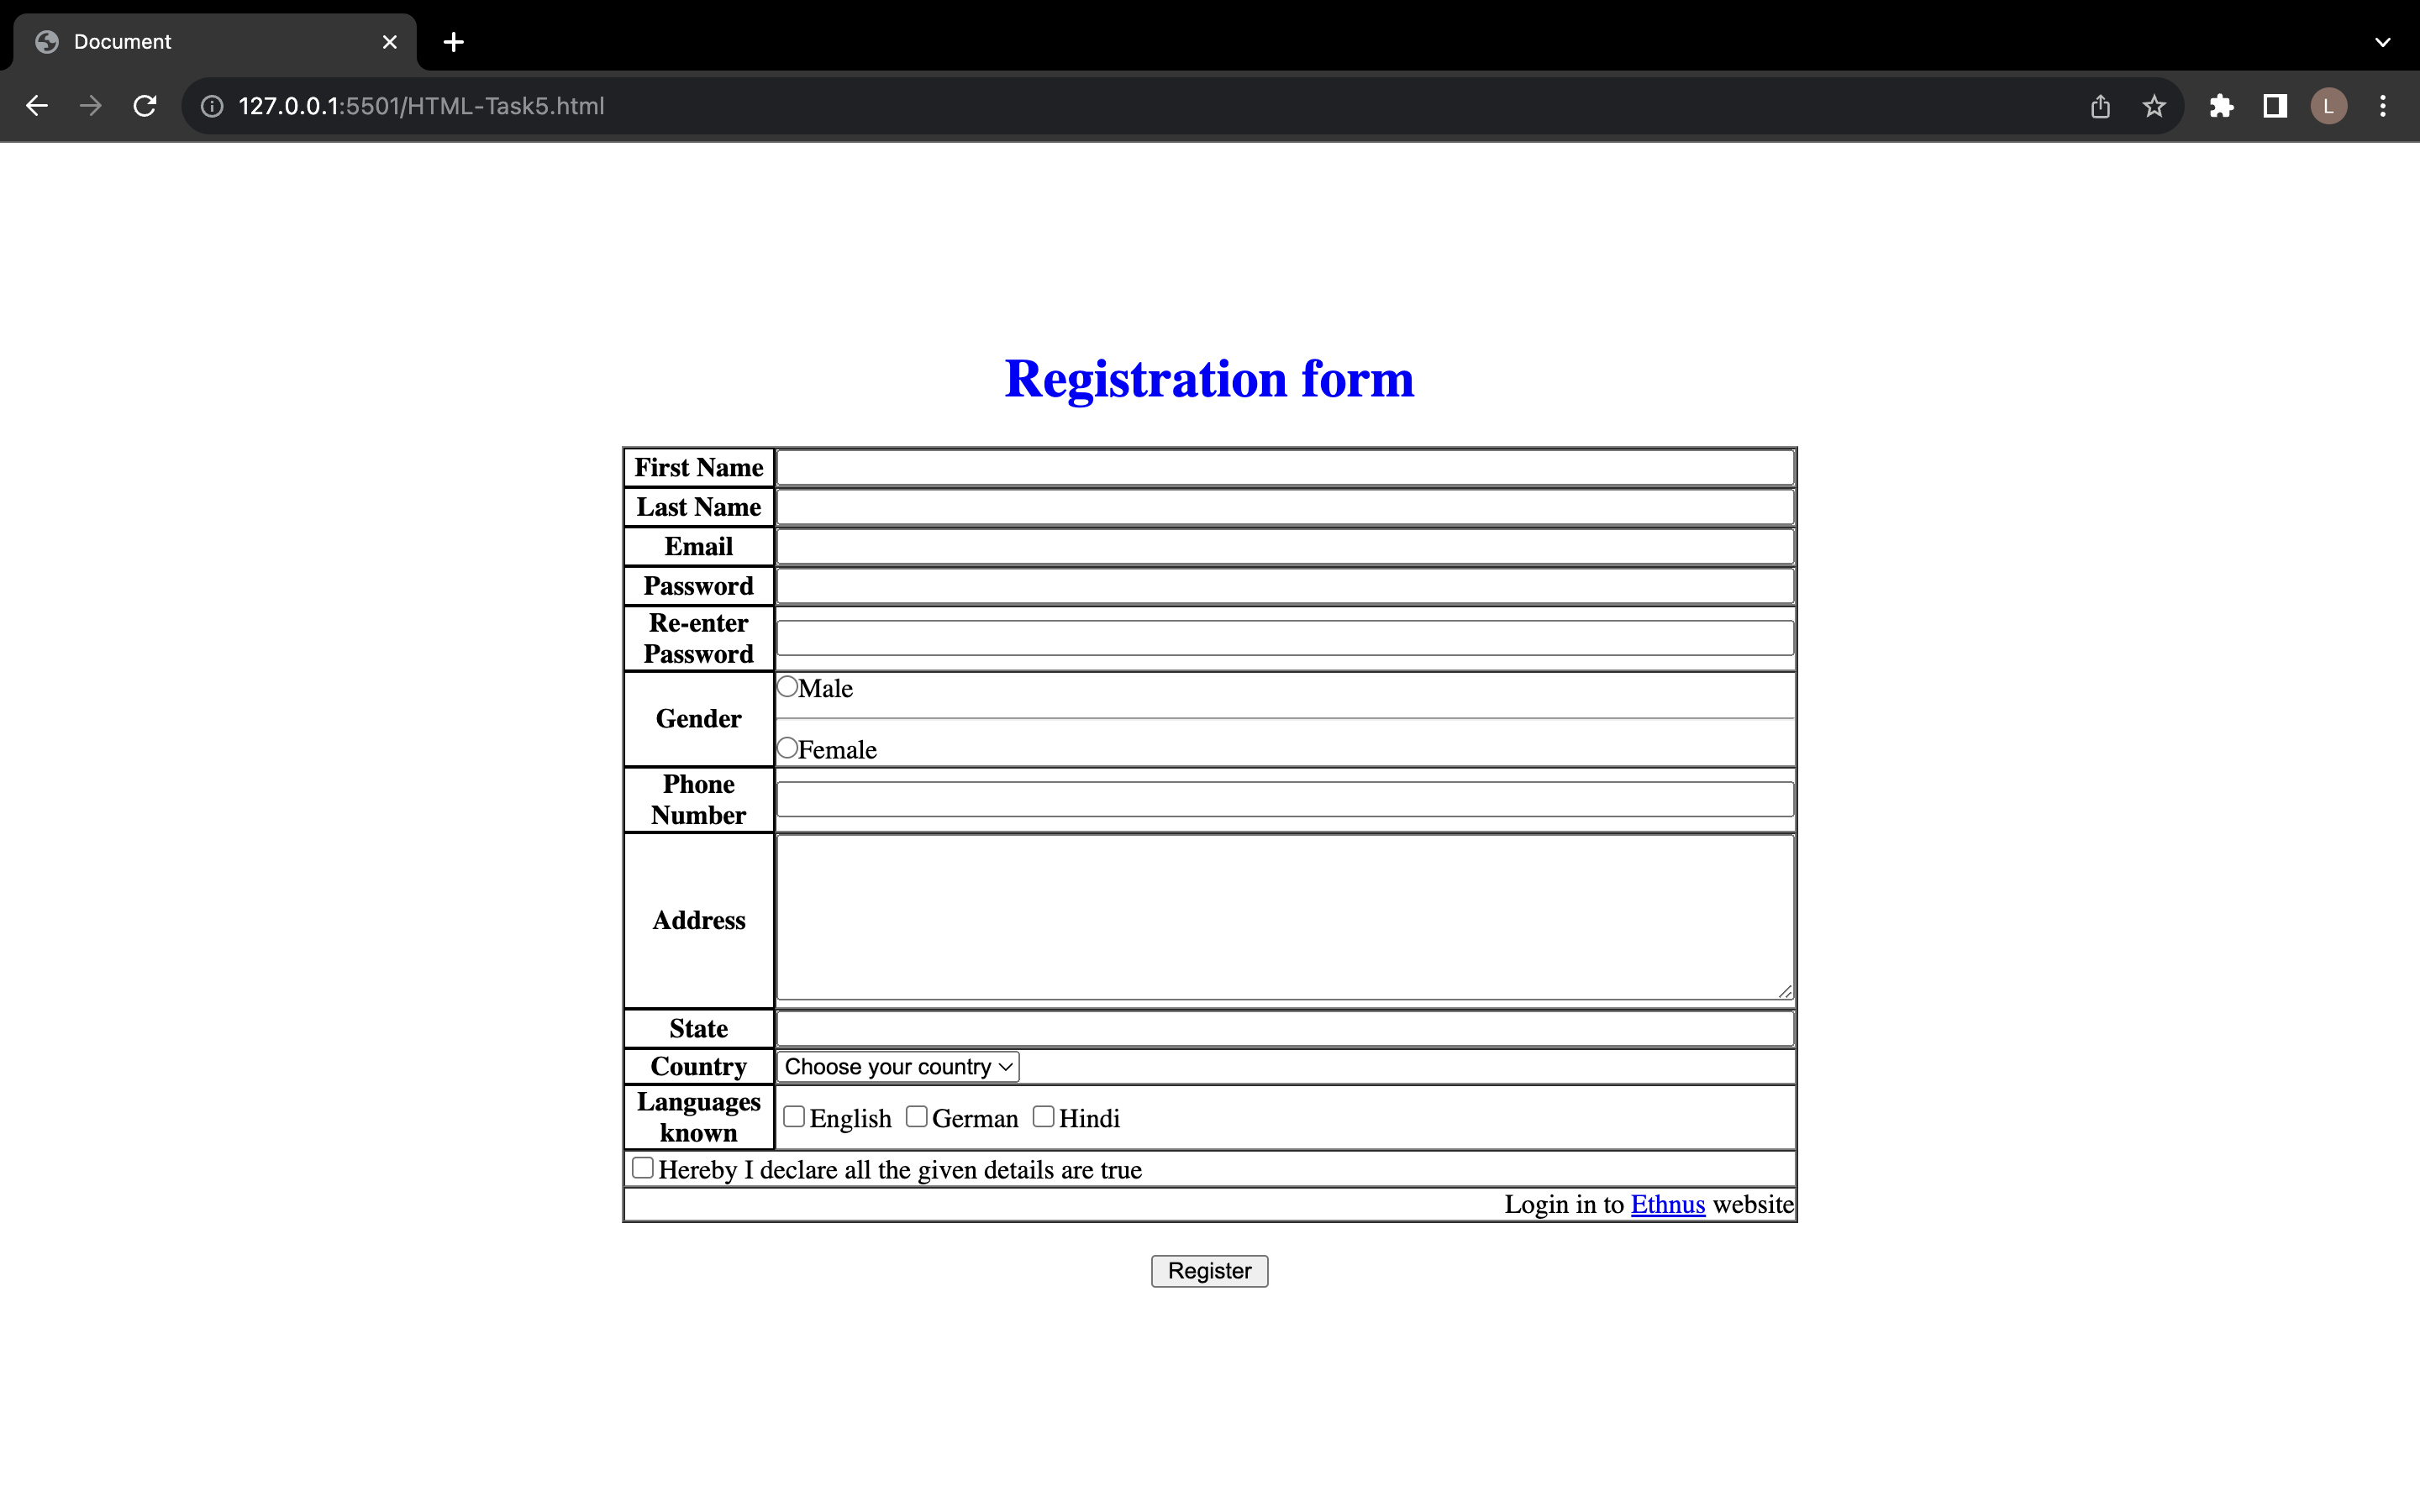 Document
127.0.0.1:5501/HTML-Task5.html
L
Registration form
First Name
Last Name
Email
Password
Re-enter
Password
Gender
Male
Female
Phone
Number
Address
State
Country
Choose your country
Languages
known
English German Hindi
Hereby I declare all the given details are true
Login in to Ethnus website
Register